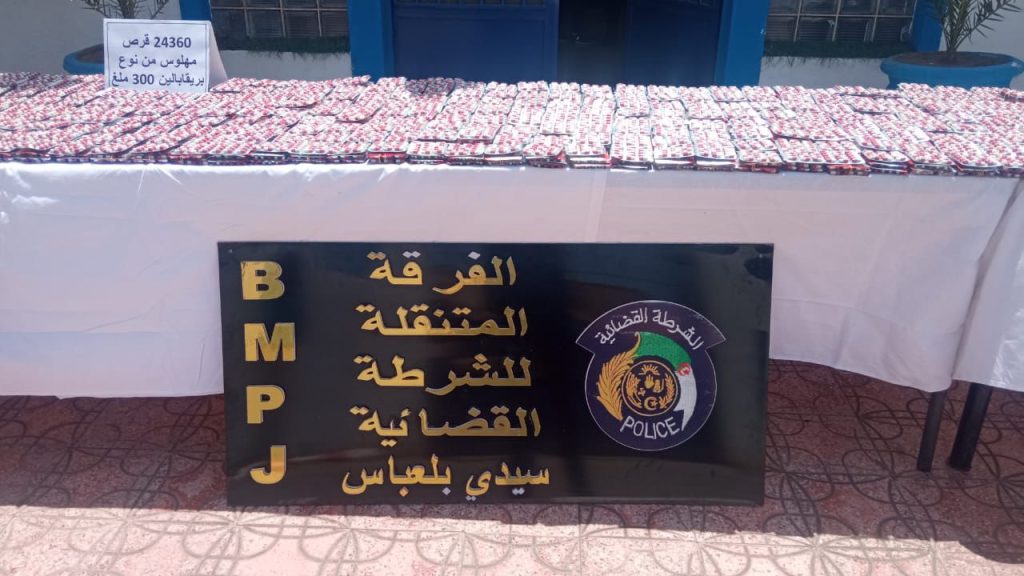 24360 قرص
مهلوس من نوع
بريقابالين 300 ملغ
B
M
P
J
الفرقة
المتنقلة
للشرطة
القضائية
سيدي بلعباس
الشرطة القضائية
POLICE